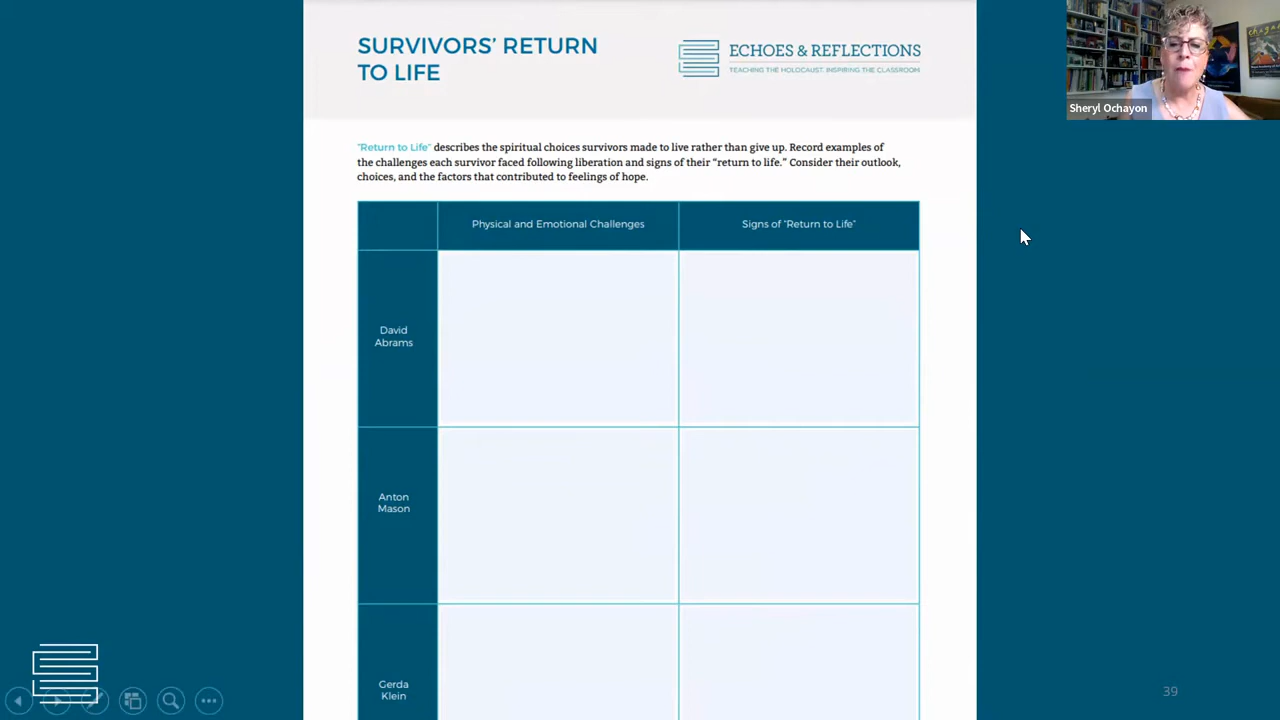 SURVIVORS' RETURN
TO LIFE
ECHOES & REFLECTIONS
TEACHING THE HOLOCAUST. INSPIRING THE CLASSROOM
Sheryl Ochayon
"Return to Life" describes the spiritual choices survivors made to live rather than give up. Record examples of
the challenges each survivor faced following liberation and signs of their "return to life." Consider their outlook,
choices, and the factors that contributed to feelings of hope.
Physical and Emotional Challenges
Signs of "Return to Life"
David
Abrams
Anton
Mason
Gerda
Klein
39